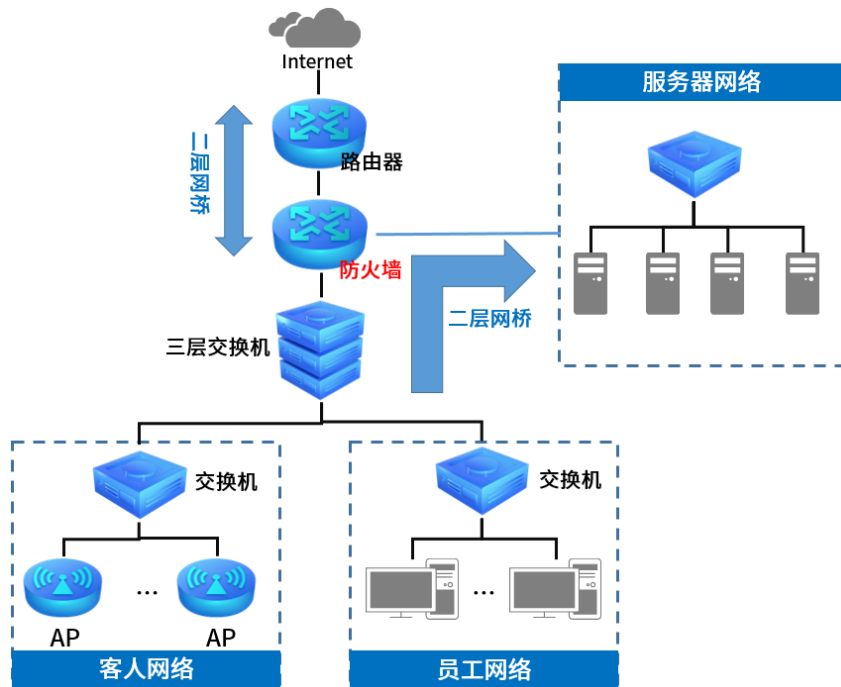 Internet
服务器网络
二层网桥
路由器
防火墙
二层网桥
三层交换机
交换机
交换机
...
...
AP
AP
客人网络
员工网络